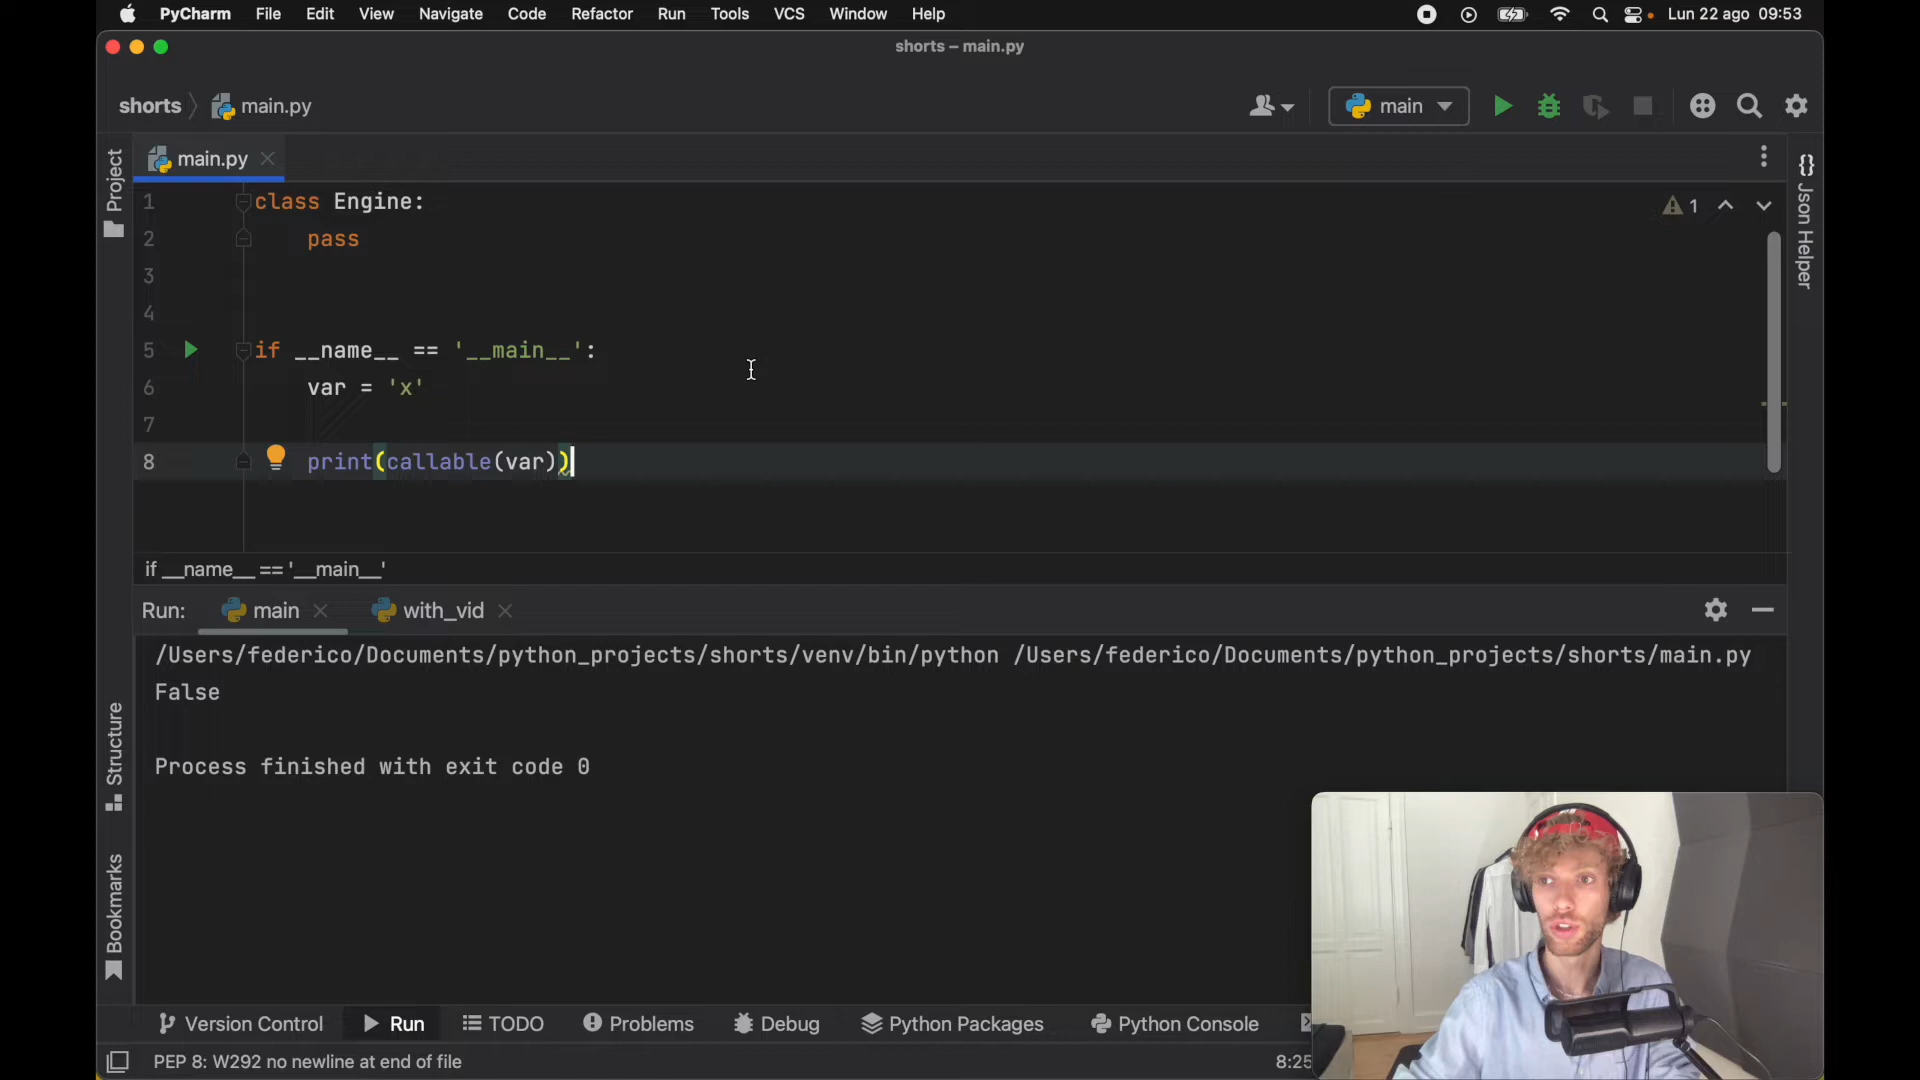 PyCharm File Edit View Navigate Code Refactor Run Tools VCS Window Help Lun 22 ago 09:53
shorts – main.py
shorts main.py main
Project
main.py
Json Helper
1 class Engine:
1
2 pass
3
4
5 if __name__ == '__main__':
6 var = 'x'
7
8 print(callable(var))
if __name__ == '__main__'
Run: main with_vid
/Users/federico/Documents/python_projects/shorts/venv/bin/python /Users/federico/Documents/python_projects/shorts/main.py
False
Structure
Process finished with exit code 0
Bookmarks
Version Control Run TODO Problems Debug Python Packages Python Console
PEP 8: W292 no newline at end of file 8:25